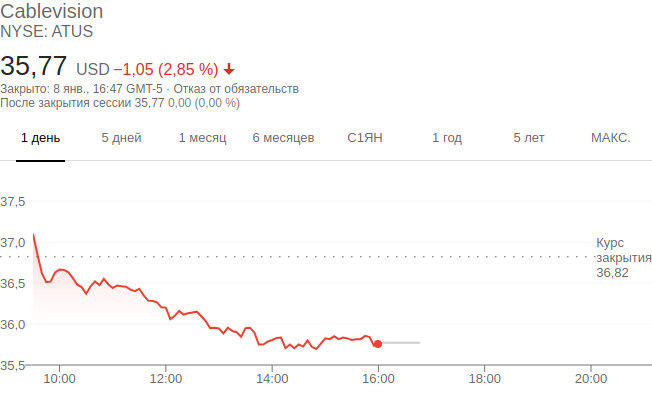 Cablevision
NYSE: ATUS
35,77 USD −1,05 (2,85 %)
Закрыто: 8 янв., 16:47 GMT-5 · Отказ от обязательств
После закрытия сессии 35,77 0,00 (0,00 %)
1 день 5 дней 1 месяц 6 месяцев С1ЯН 1 год 5 лет МАКС.
37,5
37,0
Курс
закрытия
36,82
36,5
36,0
35,5
10:00 12:00 14:00 16:00 18:00 20:00